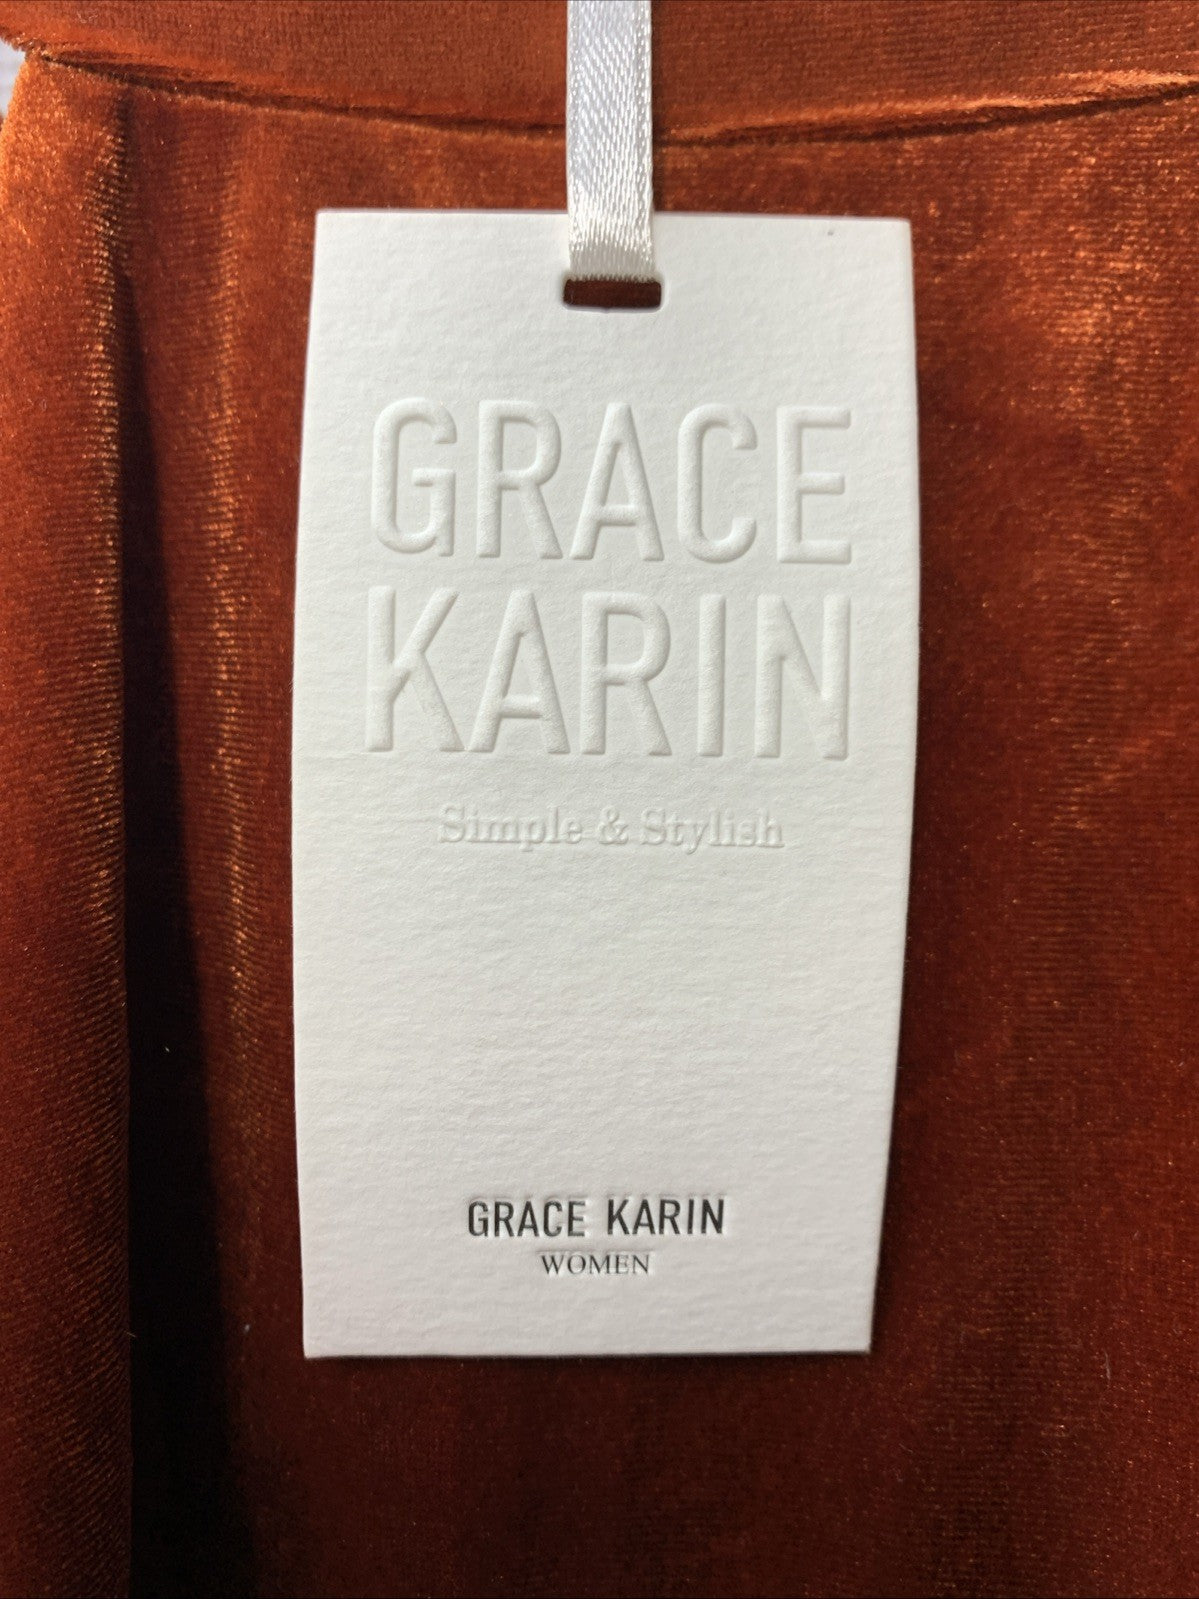 GRACE
KARIN
Simple & Stylish
GRACE KARIN
WOMEN